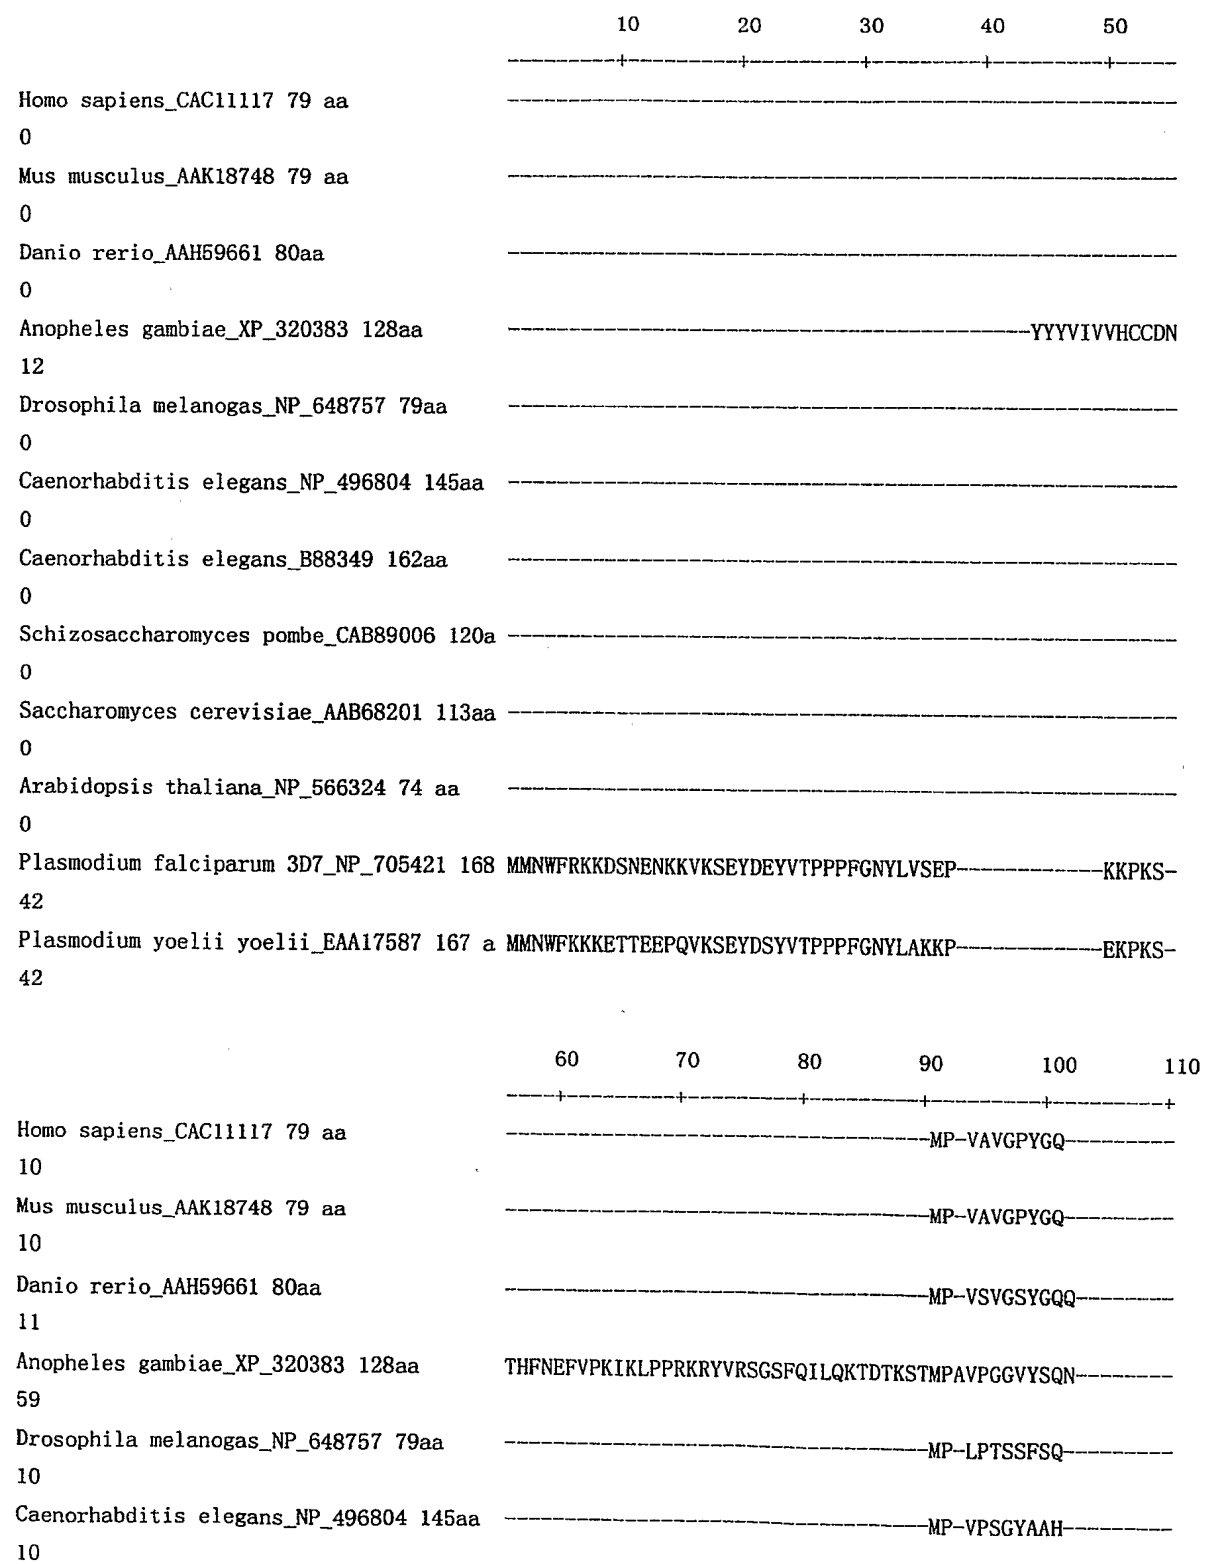 10 20 30 40 50
---------+---------+---------+---------+---------+-----
Homo sapiens_CAC11117 79 aa -------------------------------------------------------
0
Mus musculus_AAK18748 79 aa -------------------------------------------------------
0
Danio rerio_AAH59661 80aa -------------------------------------------------------
0
Anopheles gambiae_XP_320383 128aa -------------------------------------------YYYVIVVHCCDN
12
Drosophila melanogas_NP_648757 79aa -------------------------------------------------------
0
Caenorhabditis elegans_NP_496804 145aa -------------------------------------------------------
0
Caenorhabditis elegans_B88349 162aa -------------------------------------------------------
0
Schizosaccharomyces pombe_CAB89006 120a -------------------------------------------------------
0
Saccharomyces cerevisiae_AAB68201 113aa -------------------------------------------------------
0
Arabidopsis thaliana_NP_566324 74 aa -------------------------------------------------------
0
Plasmodium falciparum 3D7_NP_705421 168 MMNWFRKKDSNENKKVKSEYDEYVTPPPFGNYLVSEP------------KKPKS-
42
Plasmodium yoelii yoelii_EAA17587 167 a MMNWFKKKETTEEPQVKSEYDSYVTPPPFGNYLAKKP------------EKPKS-
42
60 70 80 90 100 110
----+---------+---------+---------+---------+---------+
Homo sapiens_CAC11117 79 aa -----------------------------------MP-VAVGPYGQ---------
10
Mus musculus_AAK18748 79 aa -----------------------------------MP-VAVGPYGQ---------
10
Danio rerio_AAH59661 80aa -----------------------------------MP-VSVGSYGQQ--------
11
Anopheles gambiae_XP_320383 128aa THFNEFVPKIKLPPRKRYVRSGSFQILQKTDTKSTMPAVPGGVYSQN--------
59
Drosophila melanogas_NP_648757 79aa -----------------------------------MP-LPTSSFSQ---------
10
Caenorhabditis elegans_NP_496804 145aa -----------------------------------MP-VPSGYAAH---------
10